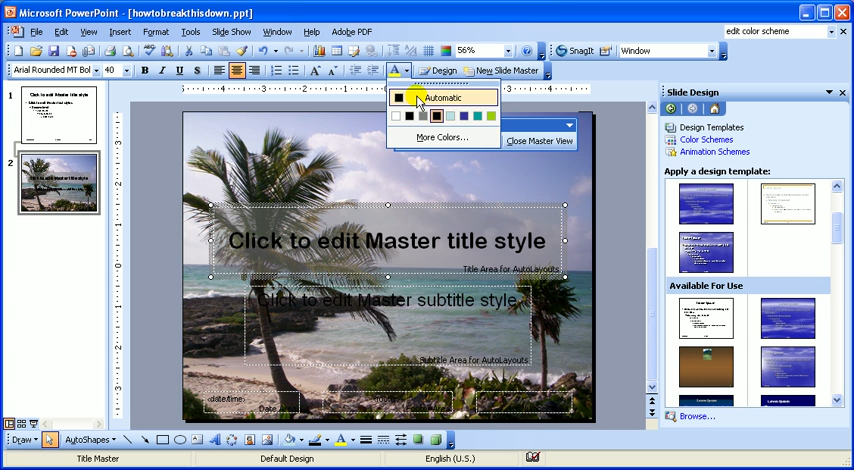 Microsoft PowerPoint - [howtobreakthisdown.ppt]
File Edit View Insert Format Tools Slide Show Window Help Adobe PDF
edit color scheme
56%
SnagIt
Window
Arial Rounded MT Bol
40
B I U S
A
Design
New Slide Master
Automatic
More Colors...
Close Master View
1
2
Click to edit Master title style
Title Area for AutoLayouts
Click to edit Master subtitle style
Subtitle Area for AutoLayouts
<date/time>
Slide Design
Design Templates
Color Schemes
Animation Schemes
Apply a design template:
Available For Use
Browse...
Draw
AutoShapes
Title Master
Default Design
English (U.S.)